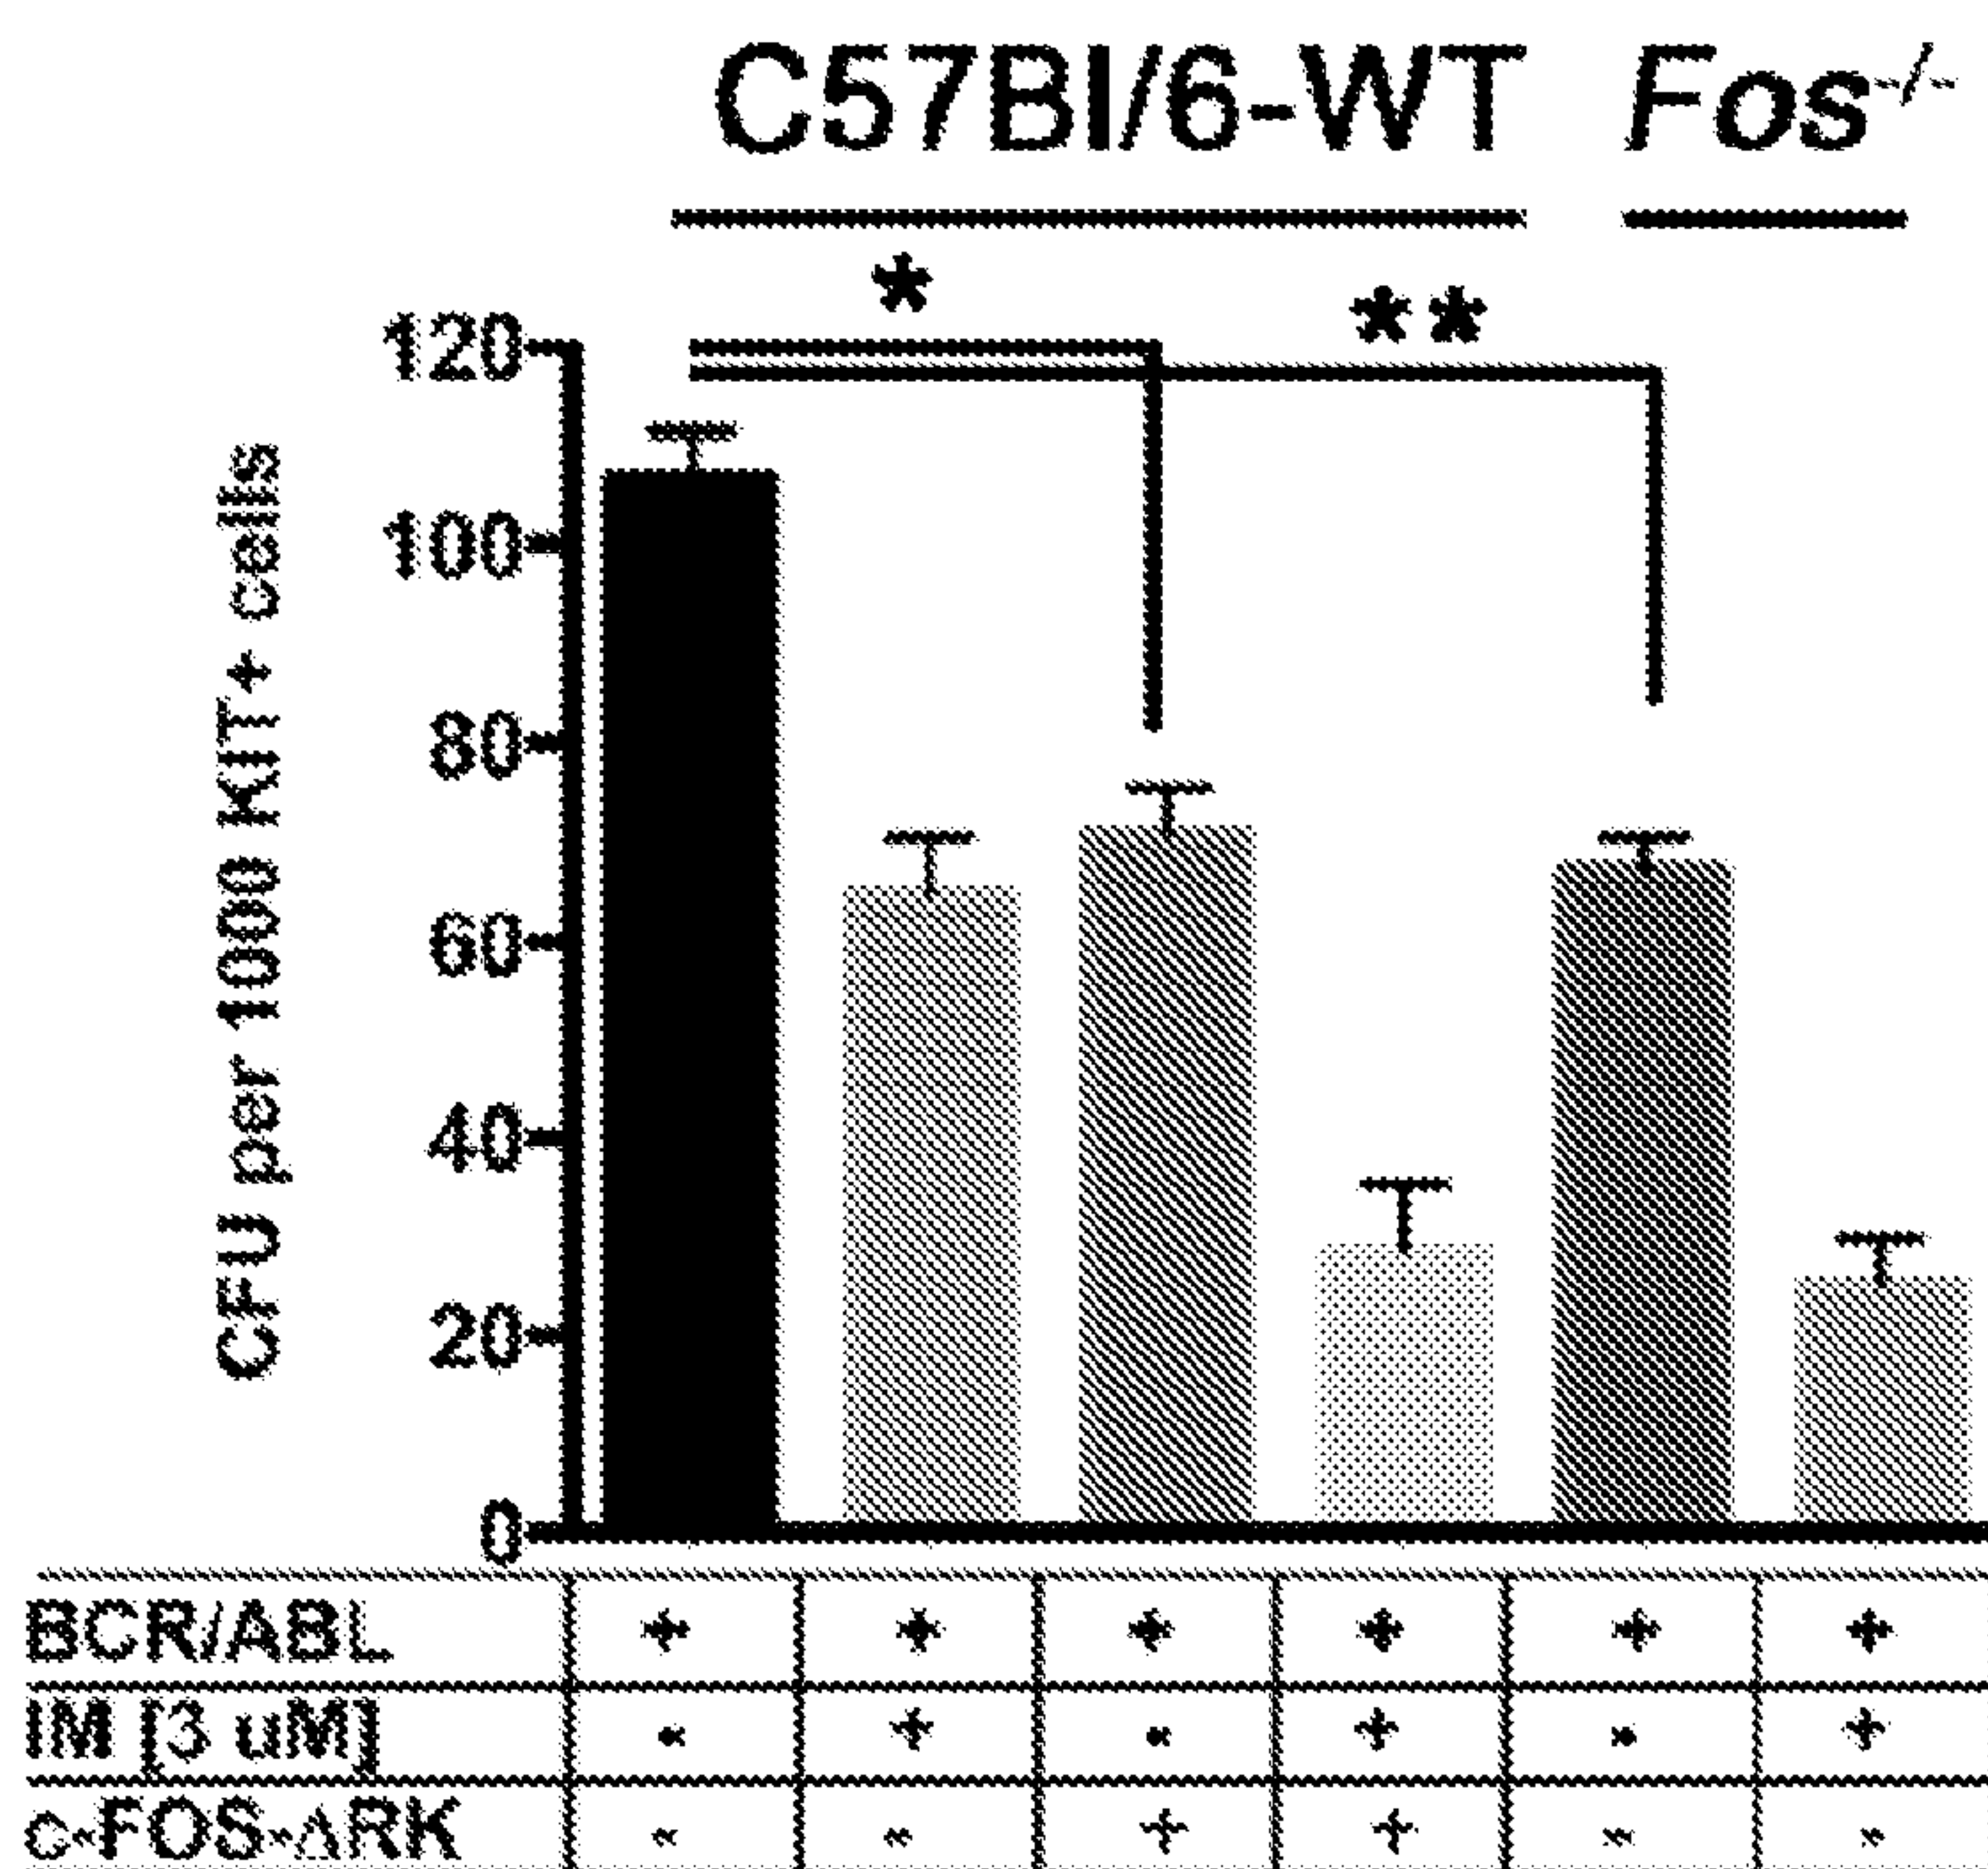 C57Bl/6-WT Fos-/-
* **
CFU per 1000 KIT+ cells
120
100
80
60
40
20
0
BCR/ABL + + + + + +
IM [3 uM] - + - + - +
c-FOS-ΔRK - - + + - -